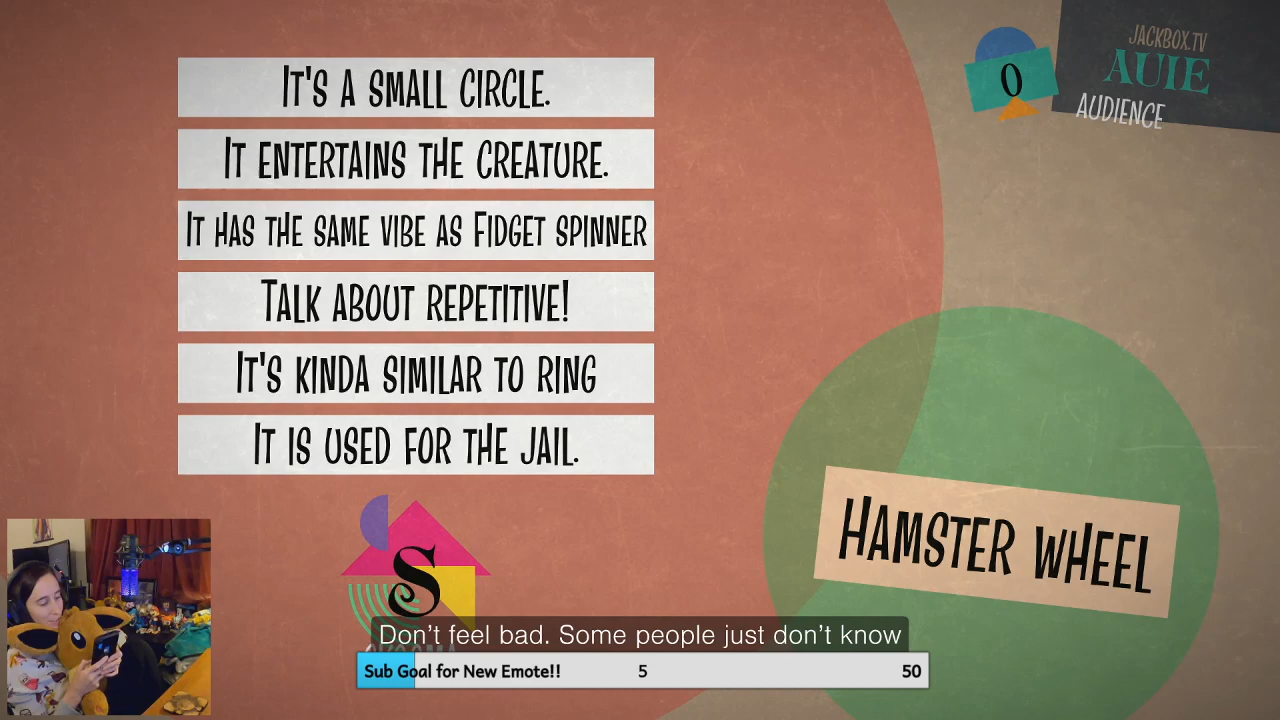 It's a small circle.
It entertains the creature.
It has the same vibe as Fidget spinner
Talk about repetitive!
It's kinda similar to ring
It is used for the jail.
0
JACKBOX.TV
AUIE
AUDIENCE
Hamster wheel
S
Don't feel bad. Some people just don't know
Sub Goal for New Emote!! 5 50